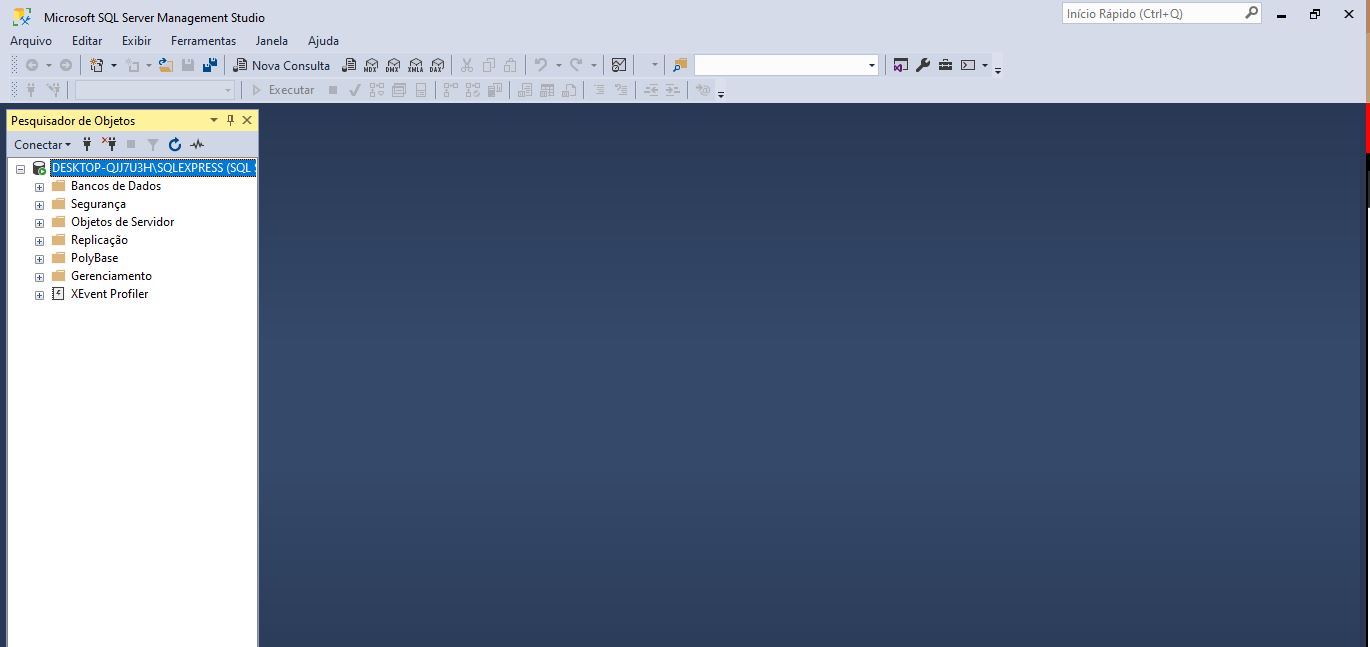 Microsoft SQL Server Management Studio
Início Rápido (Ctrl+Q)
Arquivo Editar Exibir Ferramentas Janela Ajuda
Nova Consulta MDX DMX XMLA DAX
Executar
Pesquisador de Objetos
Conectar
DESKTOP-QJJ7U3H\SQLEXPRESS (SQL S
Bancos de Dados
Segurança
Objetos de Servidor
Replicação
PolyBase
Gerenciamento
XEvent Profiler